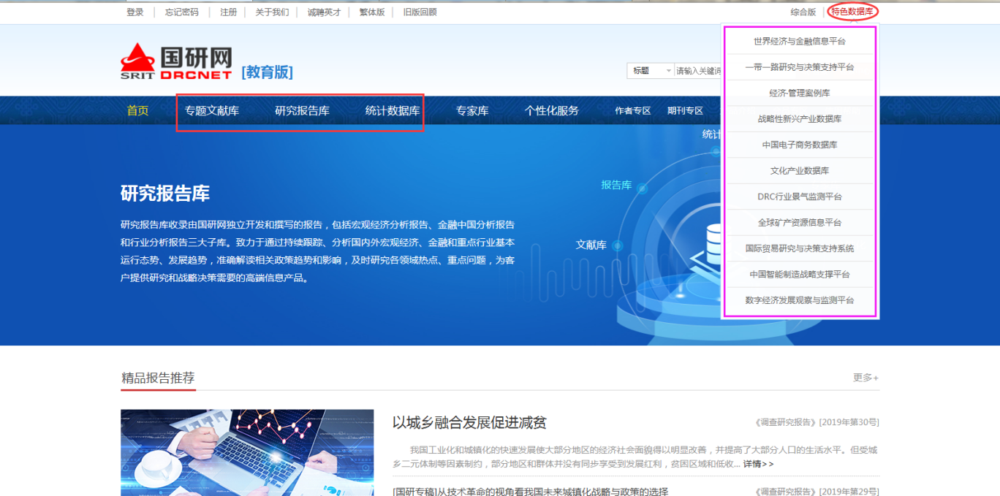 登录 | 忘记密码 | 注册 | 关于我们 | 诚聘英才 | 繁体版 | 旧版回顾
综合版 | 特色数据库
世界经济与金融信息平台
一带一路研究与决策支持平台
经济·管理案例库
战略性新兴产业数据库
中国电子商务数据库
文化产业数据库
DRC行业景气监测平台
全球矿产资源信息平台
国际贸易研究与决策支持系统
中国智能制造战略支撑平台
数字经济发展观察与监测平台
国研网
SRIT DRCNET [教育版]
标题 请输入关键词
首页 专题文献库 研究报告库 统计数据库 专家库 个性化服务 作者专区 期刊专区
统计
报告库
文献库
研究报告库
研究报告库收录由国研网独立开发和撰写的报告，包括宏观经济分析报告、金融中国分析报告
和行业分析报告三大子库。致力于通过持续跟踪、分析国内外宏观经济、金融和重点行业基本
运行态势、发展趋势，准确解读相关政策趋势和影响，及时研究各领域热点、重点问题，为客
户提供研究和战略决策需要的高端信息产品。
精品报告推荐 更多+
以城乡融合发展促进减贫 《调查研究报告》[2019年第30号]
我国工业化和城镇化的快速发展使大部分地区的经济社会面貌得以明显改善，并提高了大部分人口的生活水平。但受城
乡二元体制等因素制约，部分地区和群体并没有同步享受到发展红利，贫困区域和低收... 详情>>
[国研专稿]从技术革命的视角看我国未来城镇化战略与政策的选择 《调查研究报告》[2019年第29号]